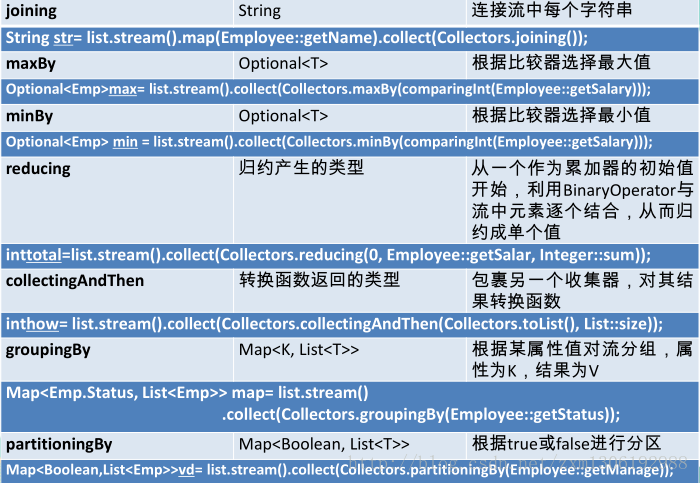 joining String 连接流中每个字符串
String str= list.stream().map(Employee::getName).collect(Collectors.joining());
maxBy Optional<T> 根据比较器选择最大值
Optional<Emp>max= list.stream().collect(Collectors.maxBy(comparingInt(Employee::getSalary)));
minBy Optional<T> 根据比较器选择最小值
Optional<Emp> min = list.stream().collect(Collectors.minBy(comparingInt(Employee::getSalary)));
reducing 归约产生的类型 从一个作为累加器的初始值
开始，利用BinaryOperator与
流中元素逐个结合，从而归
约成单个值
inttotal=list.stream().collect(Collectors.reducing(0, Employee::getSalar, Integer::sum));
collectingAndThen 转换函数返回的类型 包裹另一个收集器，对其结
果转换函数
inthow= list.stream().collect(Collectors.collectingAndThen(Collectors.toList(), List::size));
groupingBy Map<K, List<T>> 根据某属性值对流分组，属
性为K，结果为V
Map<Emp.Status, List<Emp>> map= list.stream()
.collect(Collectors.groupingBy(Employee::getStatus));
partitioningBy Map<Boolean, List<T>> 根据true或false进行分区
Map<Boolean,List<Emp>>vd= list.stream().collect(Collectors.partitioningBy(Employee::getManage));